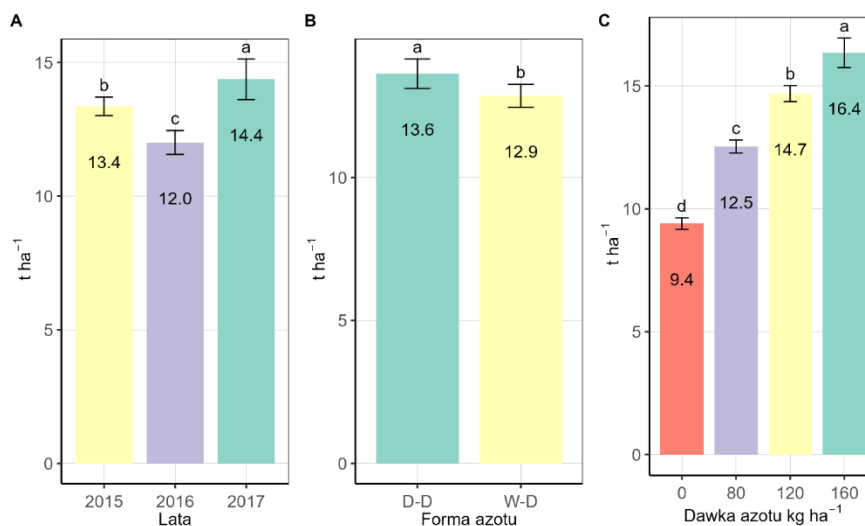 A
t ha⁻¹
15
10
5
0
b
c
a
13.4
12.0
14.4
2015 2016 2017
Lata
B
t ha⁻¹
10
5
0
a
b
13.6
12.9
D-D W-D
Forma azotu
C
t ha⁻¹
15
10
5
0
d
c
b
a
9.4
12.5
14.7
16.4
0 80 120 160
Dawka azotu kg ha⁻¹